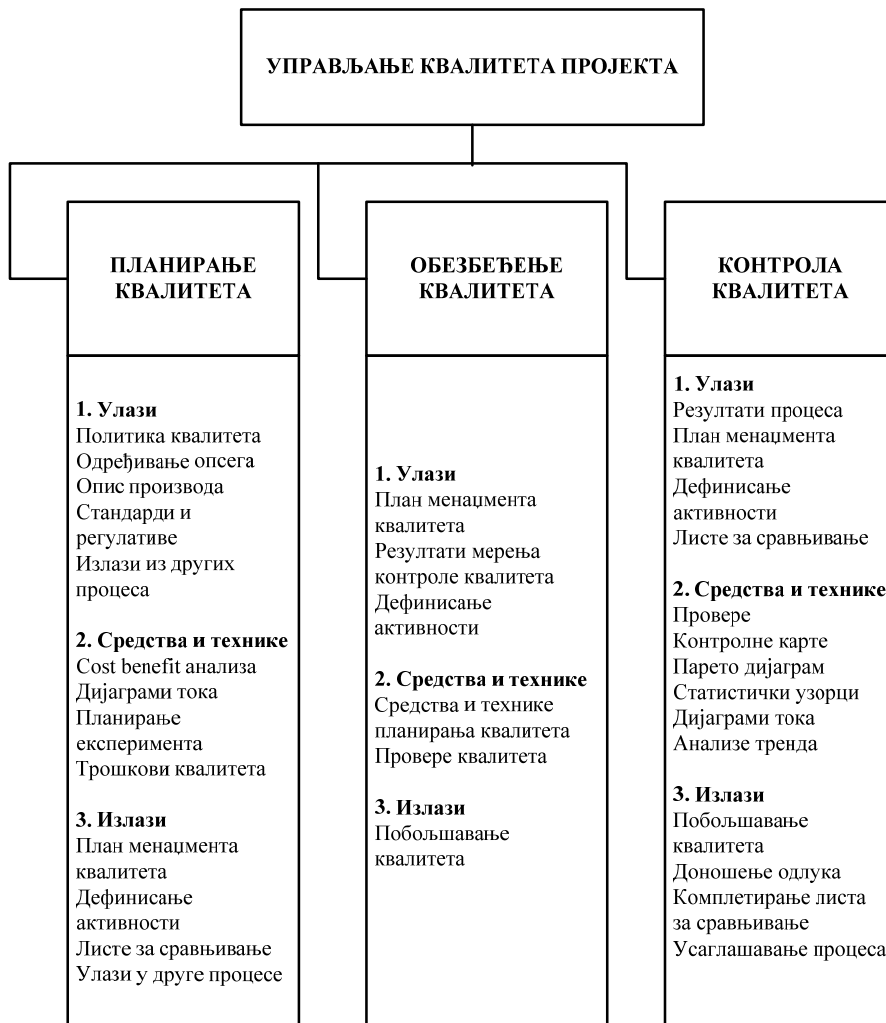 УПРАВЉАЊЕ КВАЛИТЕТА ПРОЈЕКТА
ПЛАНИРАЊЕ
КВАЛИТЕТА
1. Улази
Политика квалитета
Одређивање опсега
Опис производа
Стандарди и
регулативе
Излази из других
процеса
2. Средства и технике
Cost benefit анализа
Дијаграми тока
Планирање
експеримента
Трошкови квалитета
3. Излази
План менаџмента
квалитета
Дефинисање
активности
Листе за сравњивање
Улази у друге процесе
ОБЕЗБЕЂЕЊЕ
КВАЛИТЕТА
1. Улази
План менаџмента
квалитета
Резултати мерења
контроле квалитета
Дефинисање
активности
2. Средства и технике
Средства и технике
планирања квалитета
Провере квалитета
3. Излази
Побољшавање
квалитета
КОНТРОЛА
КВАЛИТЕТА
1. Улази
Резултати процеса
План менаџмента
квалитета
Дефинисање
активности
Листе за сравњивање
2. Средства и технике
Провере
Контролне карте
Парето дијаграм
Статистички узорци
Дијаграми тока
Анализе тренда
3. Излази
Побољшавање
квалитета
Доношење одлука
Комплетирање листа
за сравњивање
Усаглашавање процеса